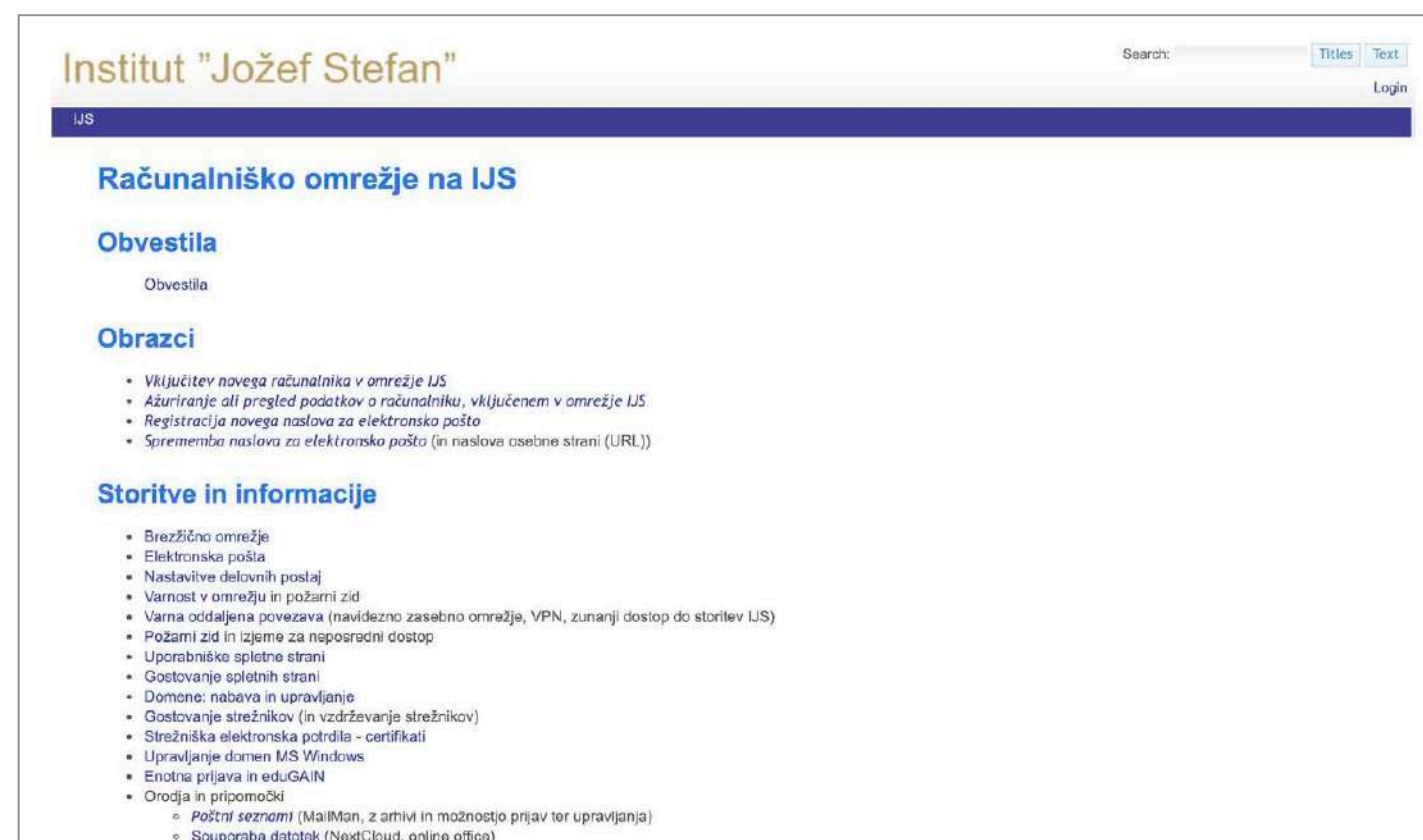 Institut "Jožef Stefan"
Search: Titles Text
Login
IJS
Računalniško omrežje na IJS
Obvestila
Obvestila
Obrazci
• Vključitev novega računalnika v omrežje IJS
• Ažuriranje ali pregled podatkov o računalniku, vključenem v omrežje IJS
• Registracija novega naslova za elektronsko pošto
• Sprememba naslova za elektronsko pošto (in naslova osebne strani (URL))
Storitve in informacije
• Brezžično omrežje
• Elektronska pošta
• Nastavitve delovnih postaj
• Varnost v omrežju in požarni zid
• Varna oddaljena povezava (navidezno zasebno omrežje, VPN, zunanji dostop do storitev IJS)
• Požarni zid in izjeme za neposredni dostop
• Uporabniške spletne strani
• Gostovanje spletnih strani
• Domene: nabava in upravljanje
• Gostovanje strežnikov (in vzdrževanje strežnikov)
• Strežniška elektronska potrdila - certifikati
• Upravljanje domen MS Windows
• Enotna prijava in eduGAIN
• Orodja in pripomočki
◦ Poštni seznami (MailMan, z arhivi in možnostjo prijav ter upravljanja)
◦ Souporaba datotek (NextCloud, online office)